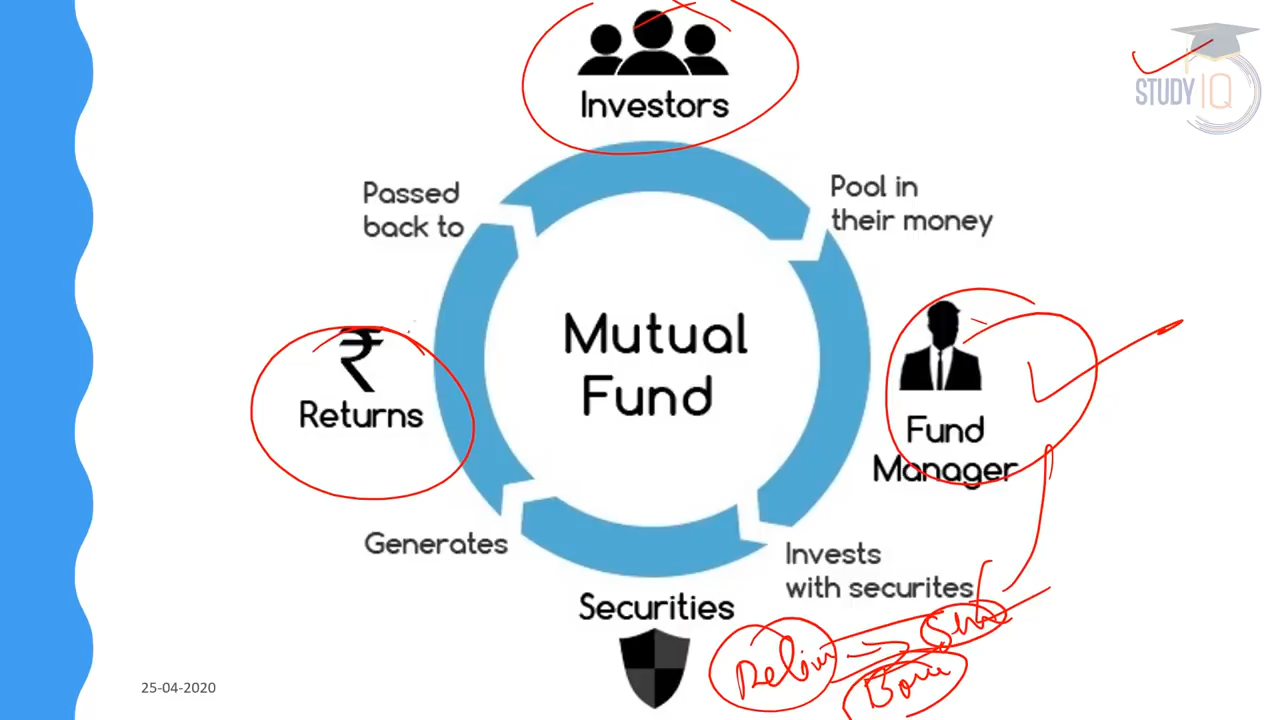 Investors
STUDY IQ
Passed
back to
Pool in
their money
Mutual
Fund
₹
Returns
Fund
Manager
Generates
Invests
with securites
Securities
25-04-2020